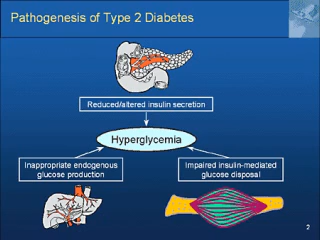 Pathogenesis of Type 2 Diabetes
Reduced/altered insulin secretion
Hyperglycemia
Inappropriate endogenous
glucose production
Impaired insulin-mediated
glucose disposal
2